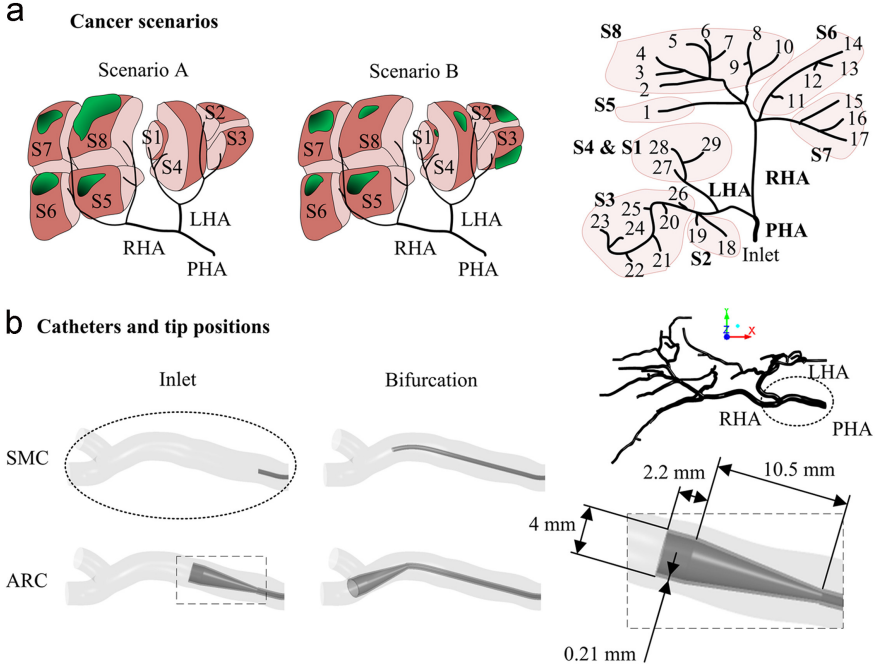 a
Cancer scenarios
Scenario A
S7
S8
S6
S5
S1
S4
S2
S3
LHA
RHA
PHA
Scenario B
S7
S8
S6
S5
S1
S4
S2
S3
LHA
RHA
PHA
S8
6
8
5
7
10
4
9
3
2
S6
14
12
13
11
S5
1
15
16
17
S7
S4 & S1
28
29
27
LHA
RHA
S3
26
25
20
23
24
19
18
22
21
S2
PHA
Inlet
b
Catheters and tip positions
Inlet
Bifurcation
SMC
ARC
Y
Z
X
LHA
RHA
PHA
2.2 mm
10.5 mm
4 mm
0.21 mm